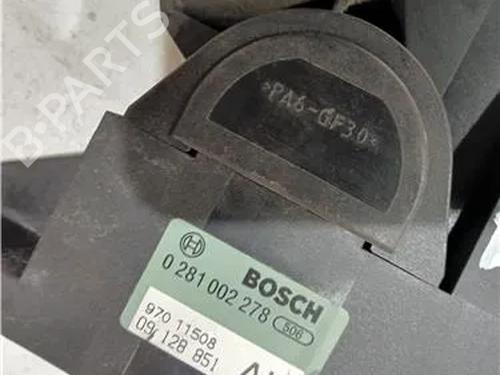 B-PARTS
>PA6-GF30<
BOSCH
0 281 002 278 506
970 11508
09 128 851